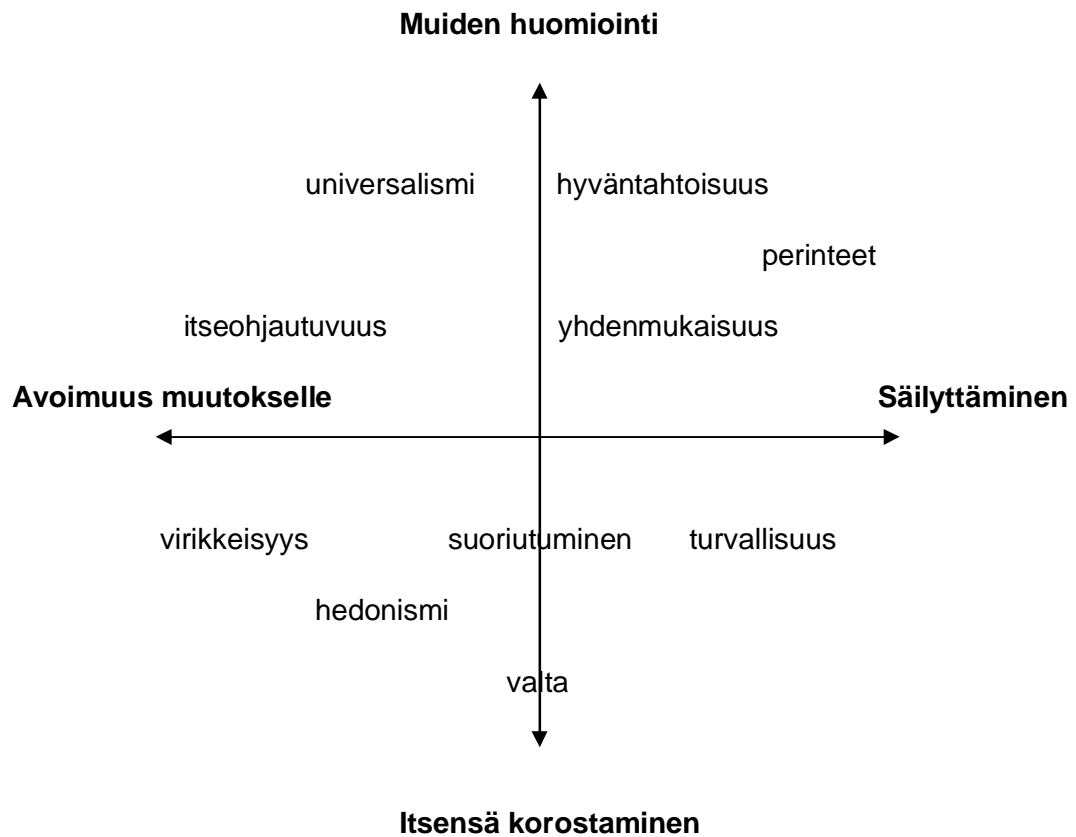 Muiden huomiointi
universalismi hyväntahtoisuus
perinteet
itseohjautuvuus yhdenmukaisuus
Avoimuus muutokselle Säilyttäminen
virikkeisyys suoriutuminen turvallisuus
hedonismi
valta
Itsensä korostaminen